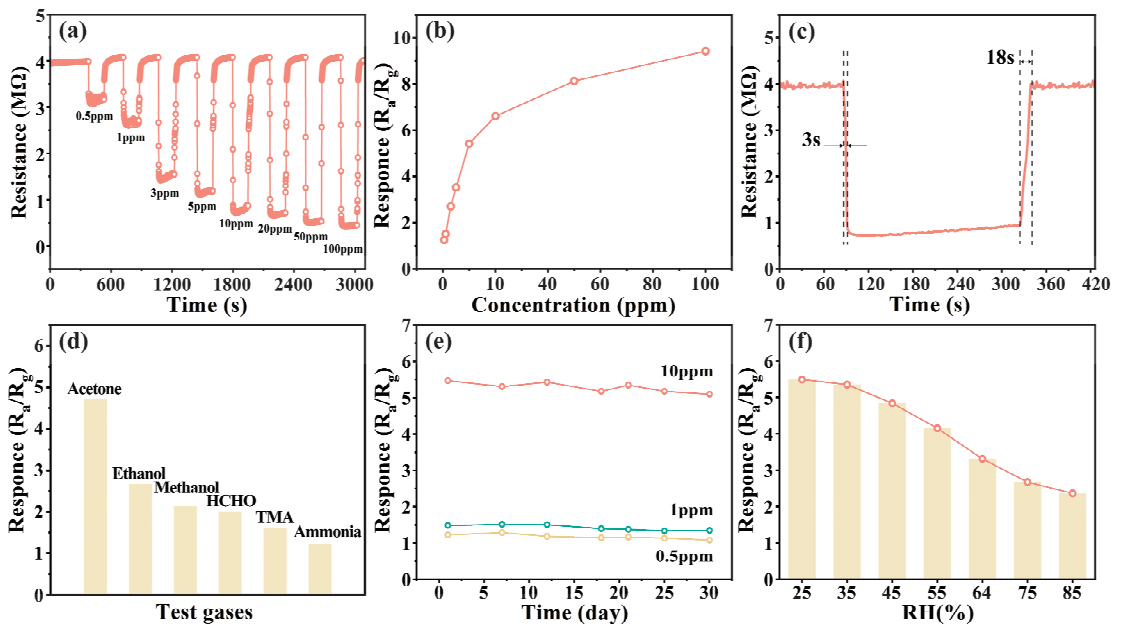 (a)
Resistance (MΩ)
5
4
3
2
1
0
0.5ppm
1ppm
3ppm
5ppm
10ppm
20ppm
50ppm
100ppm
0 600 1200 1800 2400 3000
Time (s)
(b)
Responce (Ra/Rg)
10
8
6
4
2
0
0 10 40 60 80 100
Concentration (ppm)
(c)
Resistance (MΩ)
5
4
3
2
1
0
18s
3s
0 60 120 180 240 300 360 420
Time (s)
(d)
Responce (Ra/Rg)
6
5
4
3
2
1
0
Acetone
Ethanol
Methanol
HCHO
TMA
Ammonia
Test gases
(e)
Responce (Ra/Rg)
7
6
5
4
3
2
1
0
10ppm
1ppm
0.5ppm
0 5 10 15 20 25 30
Time (day)
(f)
Responce (Ra/Rg)
7
6
5
4
3
2
1
0
25 35 45 55 64 75 85
RH(%)